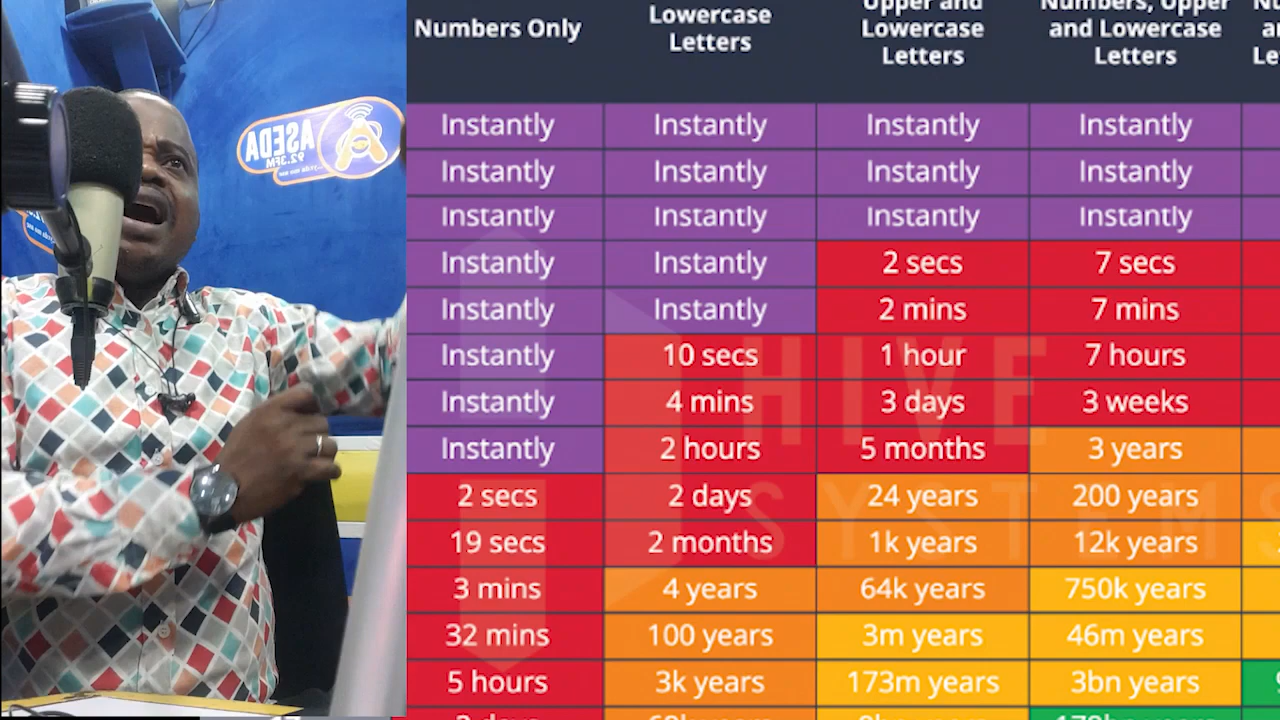 ASEDA
92.3FM
Numbers Only
Lowercase
Letters
Upper and
Lowercase
Letters
Numbers, Upper
and Lowercase
Letters
Instantly Instantly Instantly Instantly
Instantly Instantly Instantly Instantly
Instantly Instantly Instantly Instantly
Instantly Instantly 2 secs 7 secs
Instantly Instantly 2 mins 7 mins
Instantly 10 secs 1 hour 7 hours
Instantly 4 mins 3 days 3 weeks
Instantly 2 hours 5 months 3 years
2 secs 2 days 24 years 200 years
19 secs 2 months 1k years 12k years
3 mins 4 years 64k years 750k years
32 mins 100 years 3m years 46m years
5 hours 3k years 173m years 3bn years
HIVE
SYSTEMS